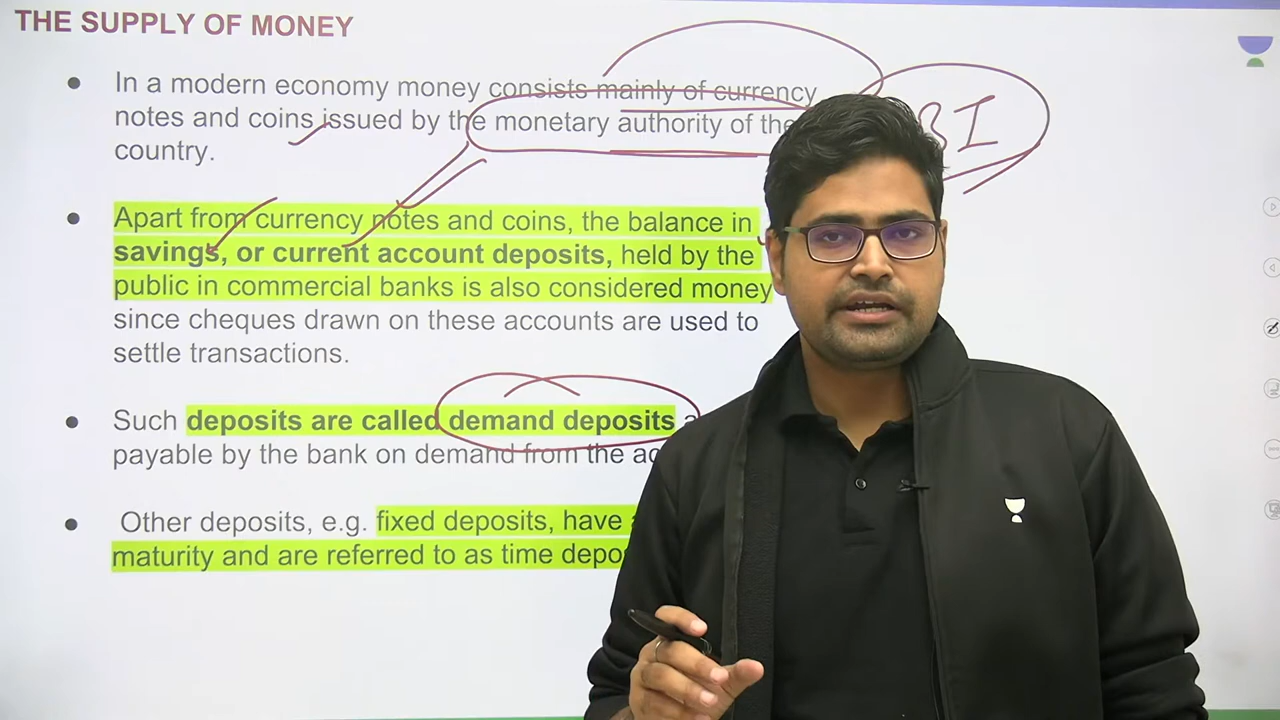 THE SUPPLY OF MONEY
In a modern economy money consists mainly of currency
notes and coins issued by the monetary authority of the
country.
BI
Apart from currency notes and coins, the balance in
savings, or current account deposits, held by the
public in commercial banks is also considered money
since cheques drawn on these accounts are used to
settle transactions.
Such deposits are called demand deposits
payable by the bank on demand from the
Other deposits, e.g. fixed deposits, have
maturity and are referred to as time